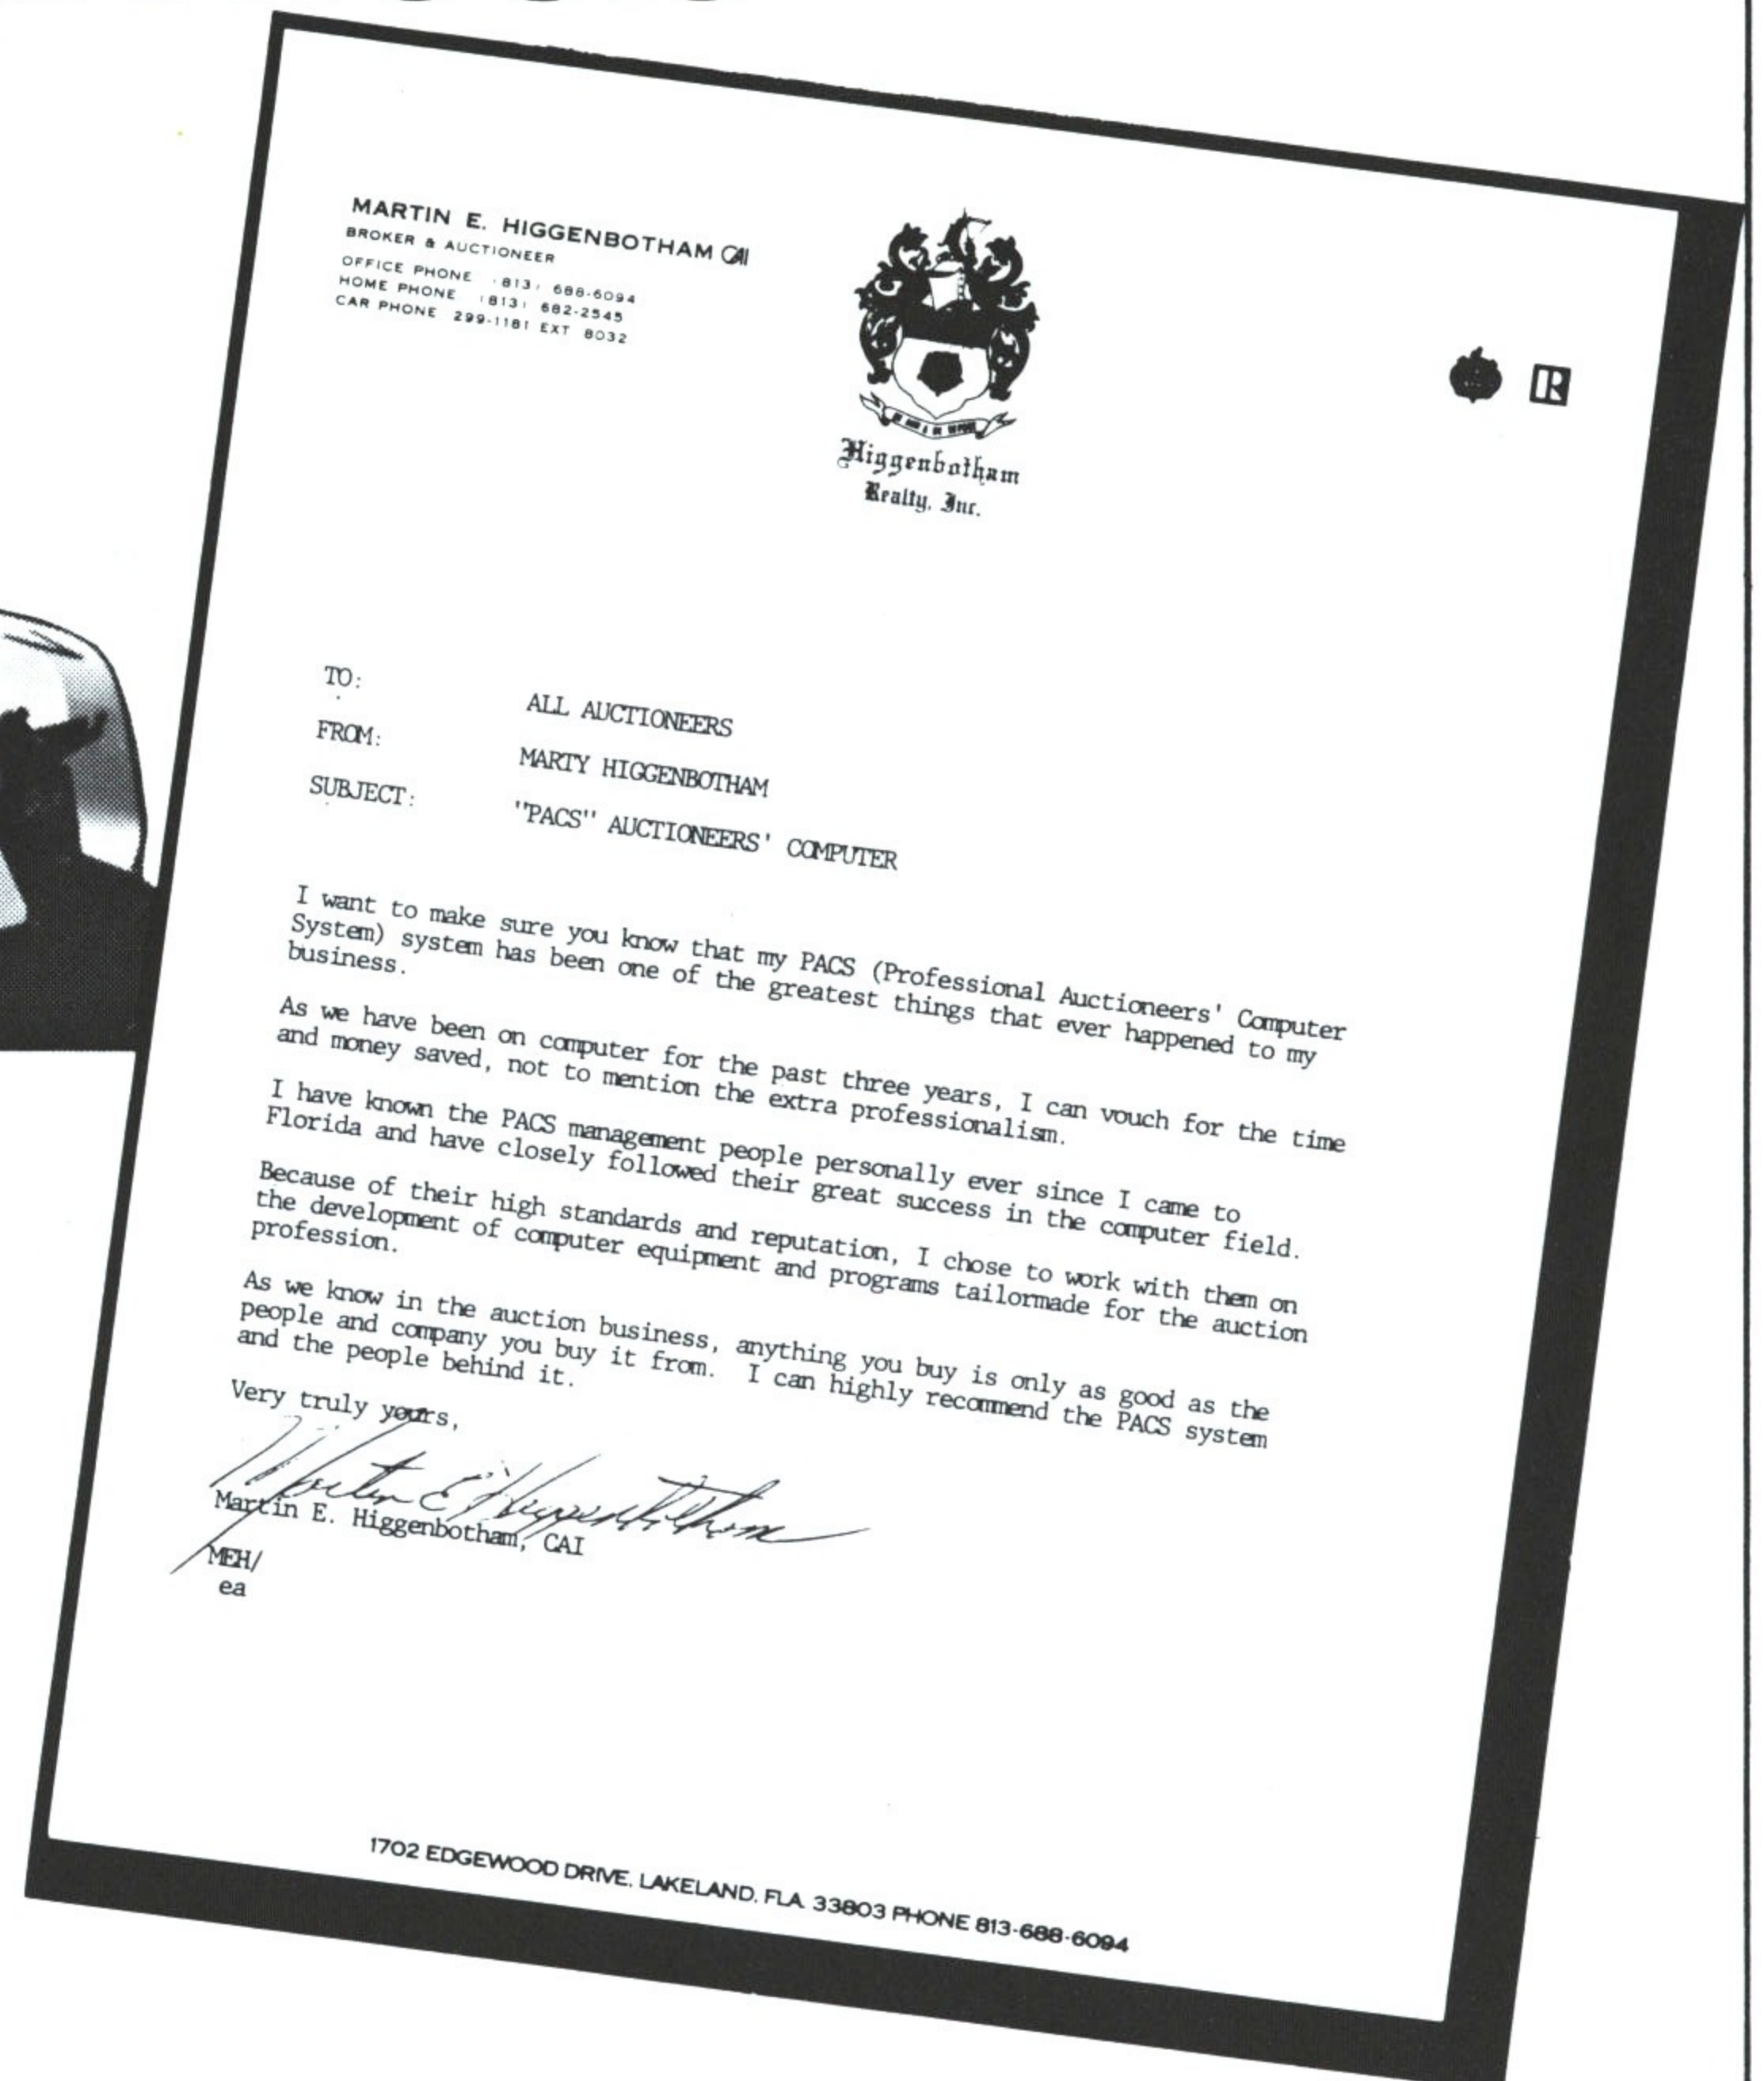 MARTIN E. HIGGENBOTHAM CAI
BROKER & AUCTIONEER
OFFICE PHONE (813) 688-6094
HOME PHONE (813) 682-2545
CAR PHONE 299-1181 EXT 8032
Higgenbotham
Realty, Inc.
R
TO: ALL AUCTIONEERS
FROM: MARTY HIGGENBOTHAM
SUBJECT: "PACS" AUCTIONEERS' COMPUTER
I want to make sure you know that my PACS (Professional Auctioneers' Computer
System) system has been one of the greatest things that ever happened to my
business.
As we have been on computer for the past three years, I can vouch for the time
and money saved, not to mention the extra professionalism.
I have known the PACS management people personally ever since I came to
Florida and have closely followed their great success in the computer field.
Because of their high standards and reputation, I chose to work with them on
the development of computer equipment and programs tailormade for the auction
profession.
As we know in the auction business, anything you buy is only as good as the
people and company you buy it from. I can highly recommend the PACS system
and the people behind it.
Very truly yours,
Martin E Higgenbotham
Martin E. Higgenbotham, CAI
MEH/
ea
1702 EDGEWOOD DRIVE, LAKELAND, FLA. 33803 PHONE 813-688-6094